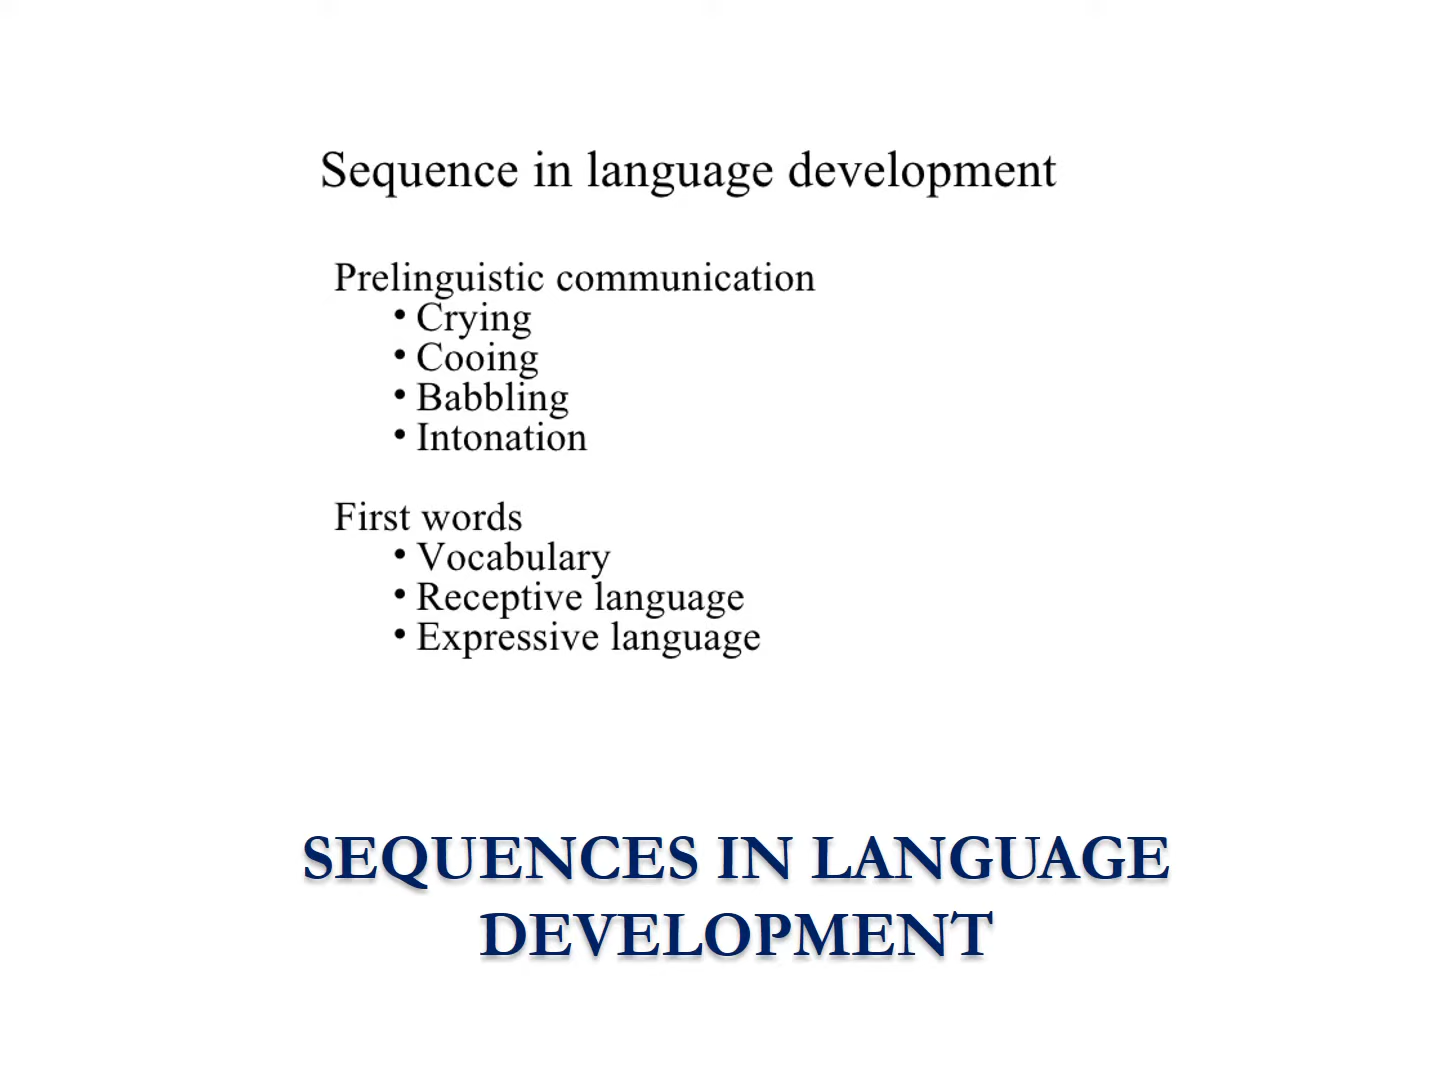 Sequence in language development
Prelinguistic communication
• Crying
• Cooing
• Babbling
• Intonation
First words
• Vocabulary
• Receptive language
• Expressive language
SEQUENCES IN LANGUAGE
DEVELOPMENT